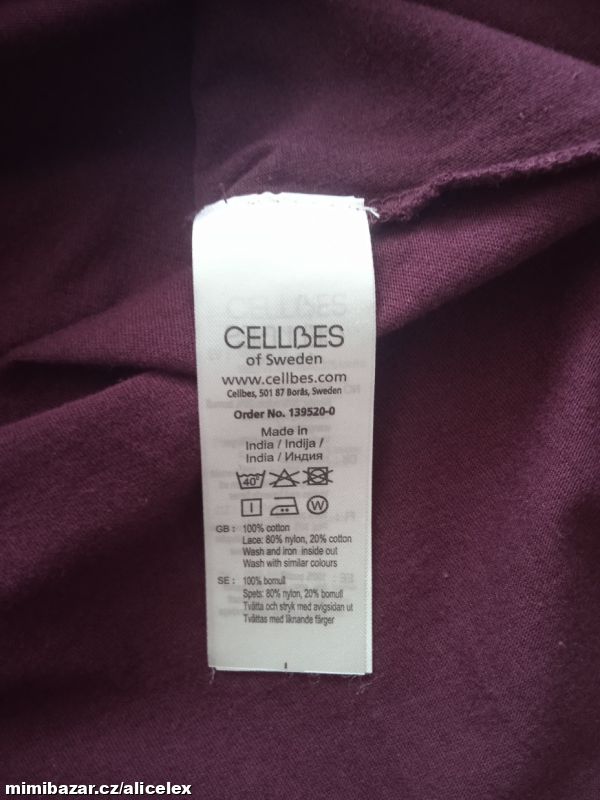 CELLBES
of Sweden
www.cellbes.com
Cellbes, 501 87 Borås, Sweden
Order No. 139520-0
Made in
India / Indija /
India / Индия
40°
W
GB : 100% cotton
Lace: 80% nylon, 20% cotton
Wash and iron inside out
Wash with similar colours
SE : 100% bomull
Spets: 80% nylon, 20% bomull
Tvätta och stryk med avigsidan ut
Tvättas med liknande färger
mimibazar.cz/alicelex